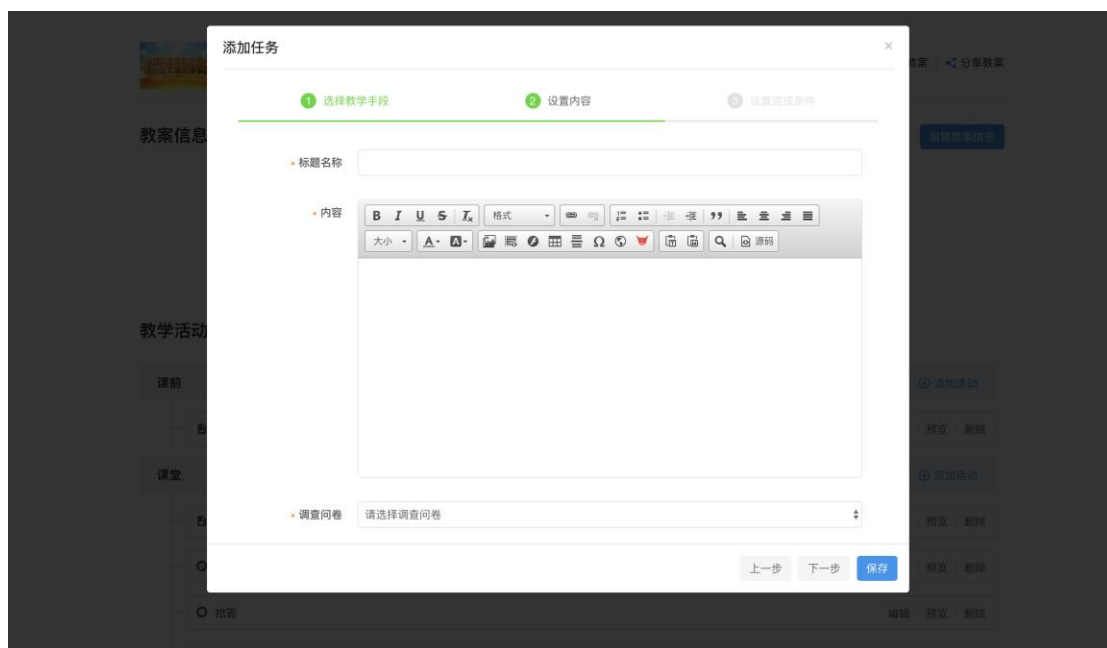 添加任务 ×
教案 分享教案
1 选择教学手段 2 设置内容 3 设置完成条件
教案信息 编辑教案信息
标题名称
内容
B I U S Tx 格式
大小 A A Ω 源码
教学活动
课前 添加活动
预览 删除
课堂 添加活动
调查问卷 请选择调查问卷
预览 删除
上一步 下一步 保存
预览 删除
抢答 编辑 预览 删除